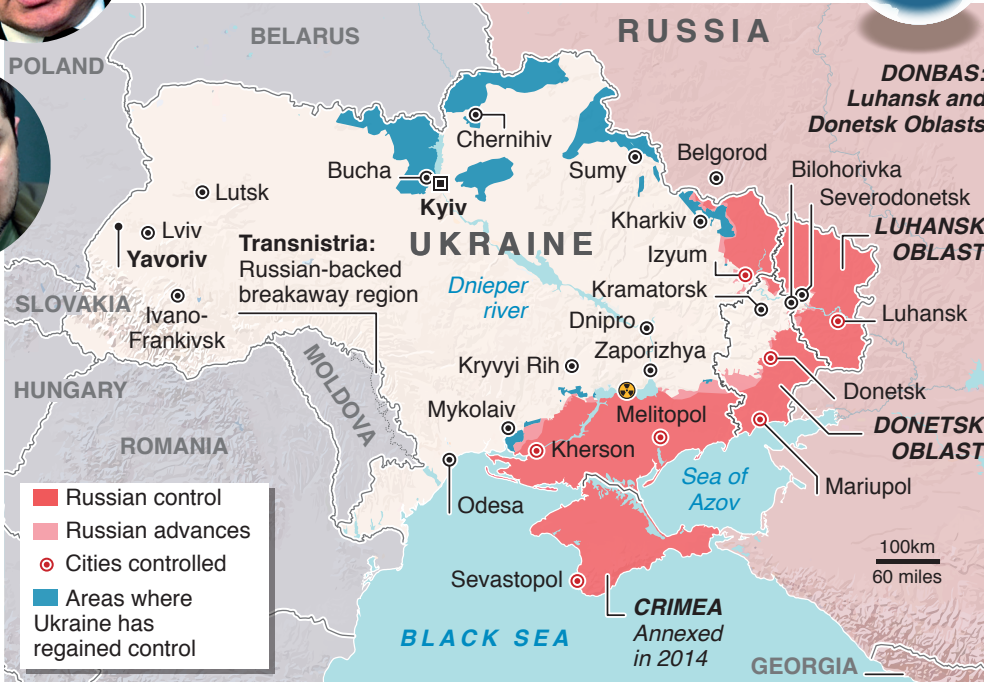 RUSSIA
BELARUS
POLAND
DONBAS:
Luhansk and
Donetsk Oblasts
Chernihiv
Belgorod
Bilohorivka
Sumy
Bucha
Severodonetsk
Lutsk
Kyiv
Kharkiv
LUHANSK
OBLAST
Lviv
Yavoriv
Transnistria:
Russian-backed
breakaway region
UKRAINE
Izyum
Dnieper
river
Kramatorsk
SLOVAKIA
Ivano-
Frankivsk
Dnipro
Luhansk
Zaporizhya
Kryvyi Rih
MOLDOVA
HUNGARY
Donetsk
Mykolaiv
Melitopol
DONETSK
OBLAST
ROMANIA
Kherson
Sea of
Azov
Mariupol
Odesa
Russian control
Russian advances
Cities controlled
Areas where
Ukraine has
regained control
100km
60 miles
Sevastopol
CRIMEA
Annexed
in 2014
BLACK SEA
GEORGIA